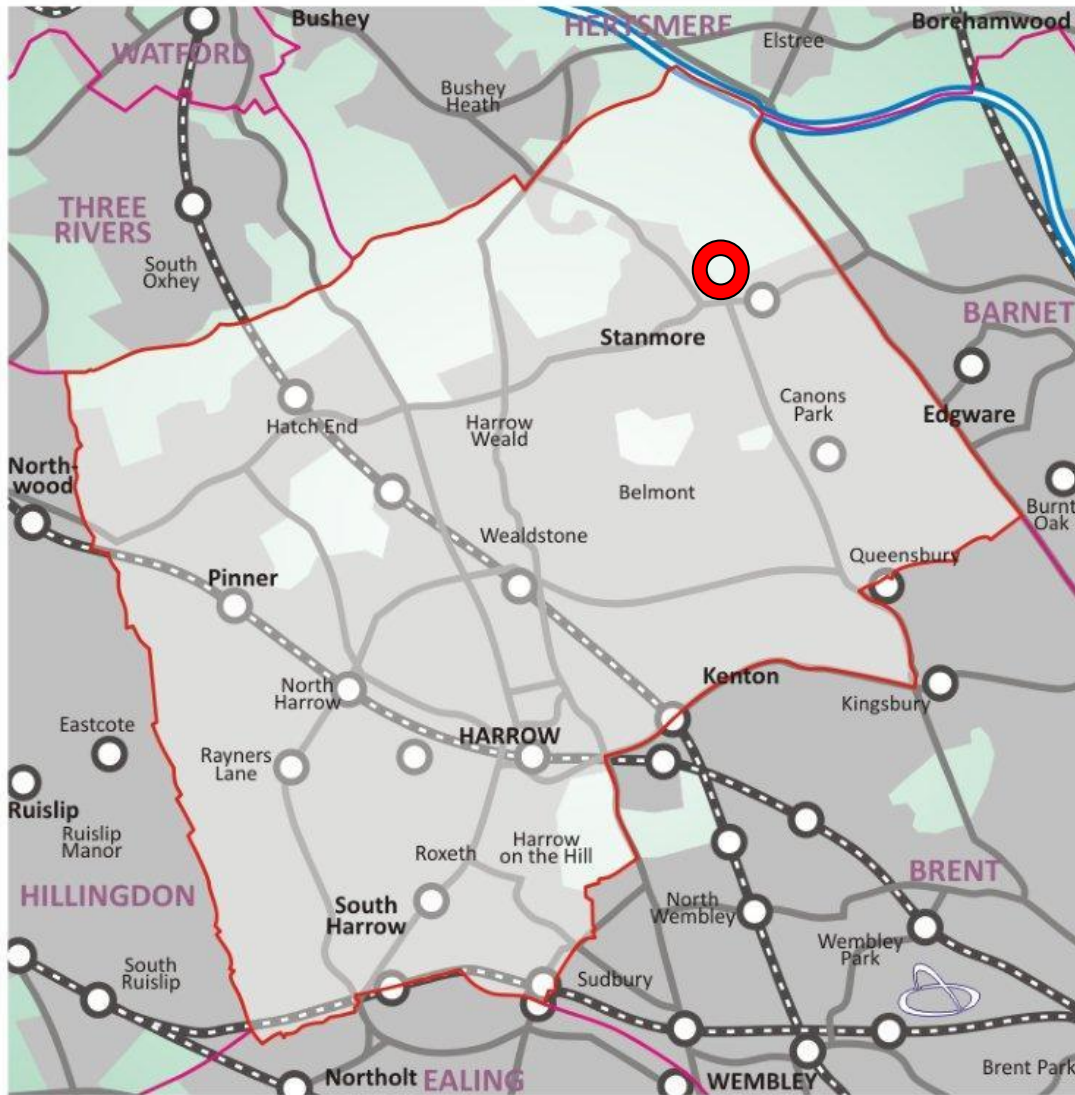 Bushey
HERTSMERE
Borehamwood
Elstree
WATFORD
Bushey
Heath
THREE
RIVERS
South
Oxhey
BARNET
Stanmore
Canons
Park
Edgware
Hatch End
Harrow
Weald
North-
wood
Belmont
Burnt
Oak
Wealdstone
Queensbury
Pinner
North
Harrow
Kenton
Kingsbury
Eastcote
HARROW
Rayners
Lane
Ruislip
Ruislip
Manor
Roxeth
Harrow
on the Hill
HILLINGDON
BRENT
South
Harrow
North
Wembley
Wembley
Park
South
Ruislip
Sudbury
Northolt
EALING
WEMBLEY
Brent Park